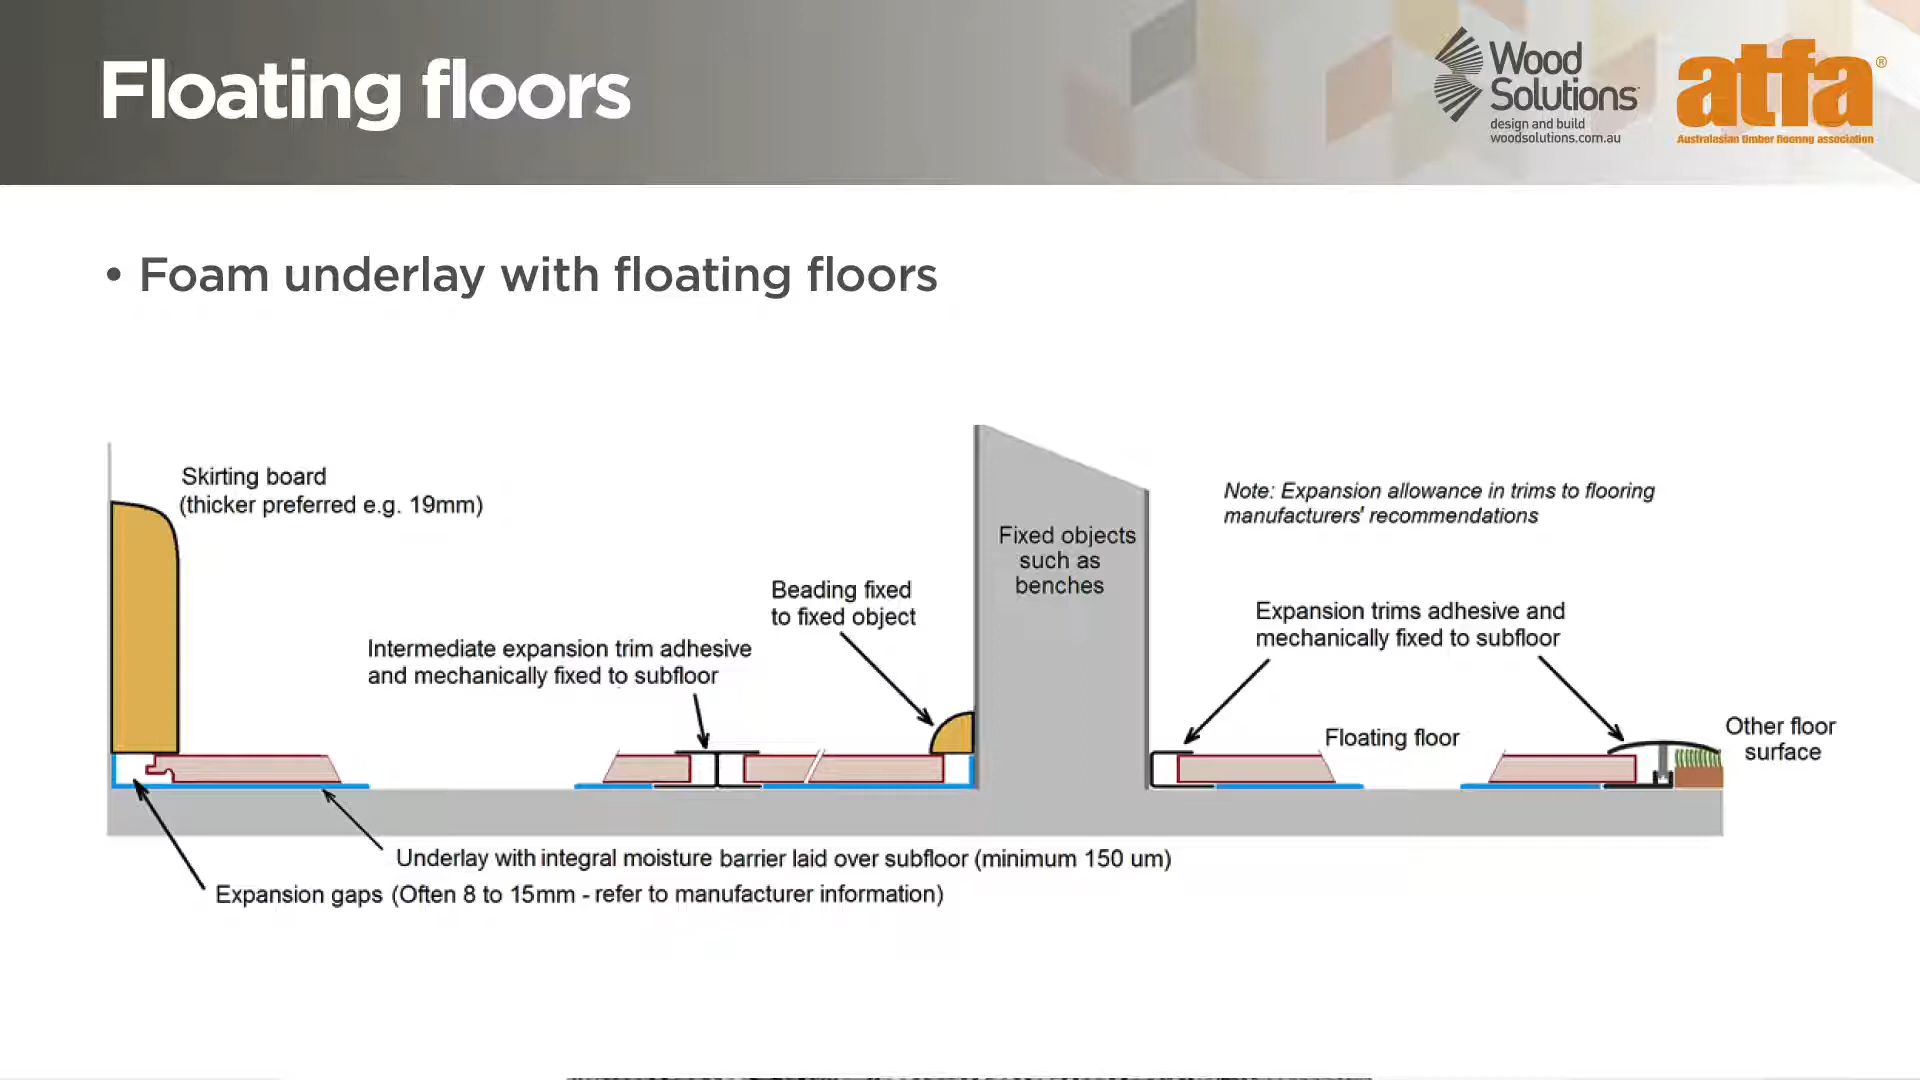 Floating floors
Wood
Solutions
design and build
woodsolutions.com.au
atfa®
Australasian timber flooring association
• Foam underlay with floating floors
Skirting board
(thicker preferred e.g. 19mm)
Note: Expansion allowance in trims to flooring
manufacturers' recommendations
Fixed objects
such as
benches
Beading fixed
to fixed object
Expansion trims adhesive and
mechanically fixed to subfloor
Intermediate expansion trim adhesive
and mechanically fixed to subfloor
Floating floor
Other floor
surface
Underlay with integral moisture barrier laid over subfloor (minimum 150 um)
Expansion gaps (Often 8 to 15mm - refer to manufacturer information)